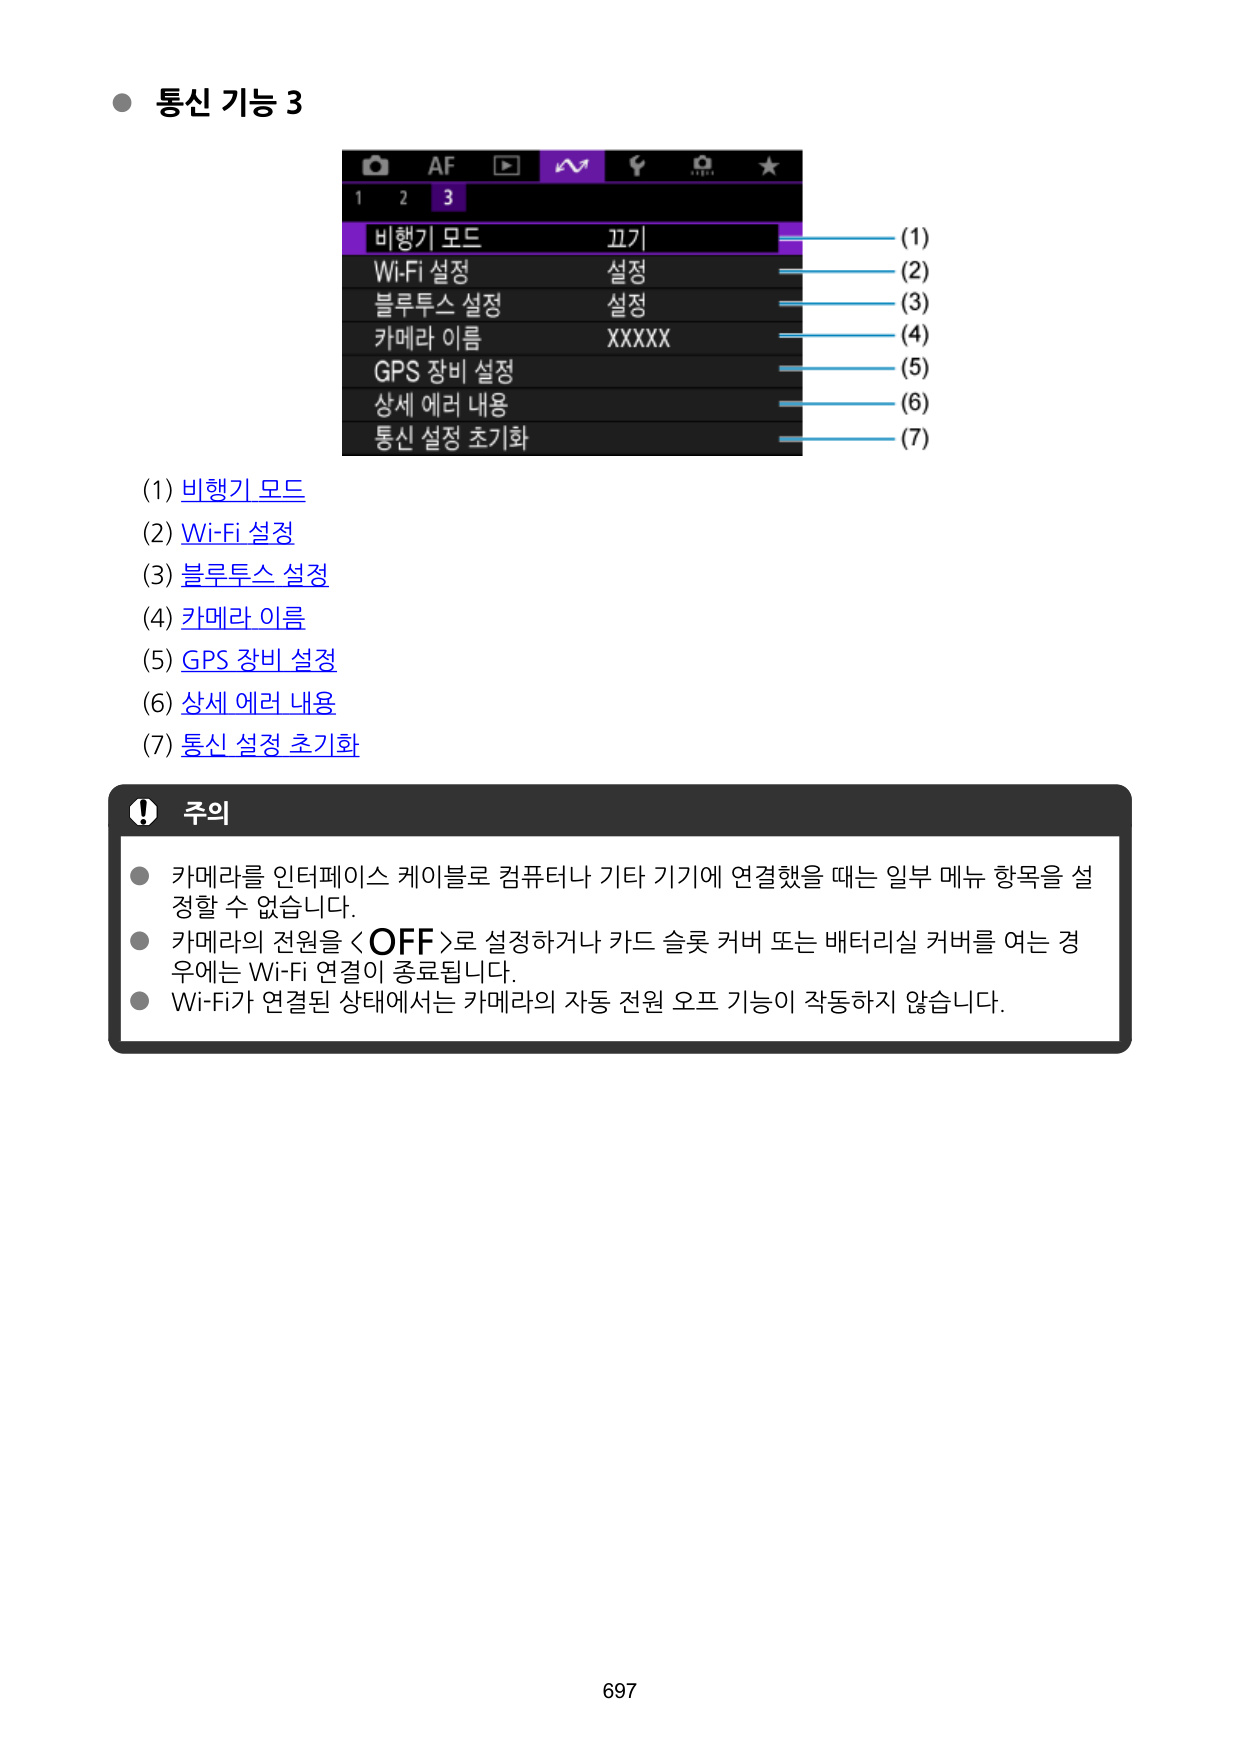 통신 기능 3
AF
1 2 3
비행기 모드 끄기 (1)
Wi-Fi 설정 설정 (2)
블루투스 설정 설정 (3)
카메라 이름 XXXXX (4)
GPS 장비 설정 (5)
상세 에러 내용 (6)
통신 설정 초기화 (7)
(1) 비행기 모드
(2) Wi-Fi 설정
(3) 블루투스 설정
(4) 카메라 이름
(5) GPS 장비 설정
(6) 상세 에러 내용
(7) 통신 설정 초기화
주의
카메라를 인터페이스 케이블로 컴퓨터나 기타 기기에 연결했을 때는 일부 메뉴 항목을 설
정할 수 없습니다.
카메라의 전원을 <OFF>로 설정하거나 카드 슬롯 커버 또는 배터리실 커버를 여는 경
우에는 Wi-Fi 연결이 종료됩니다.
Wi-Fi가 연결된 상태에서는 카메라의 자동 전원 오프 기능이 작동하지 않습니다.
697